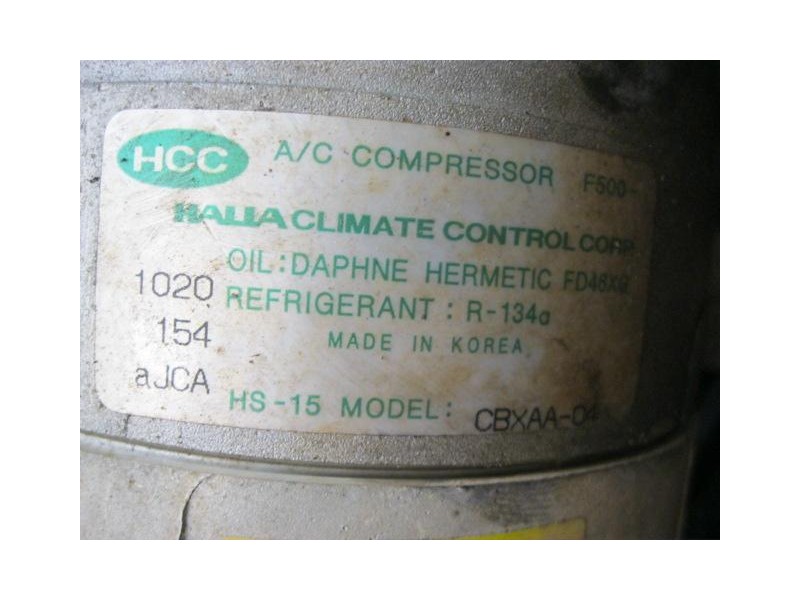 HCC A/C COMPRESSOR F500-
HALLA CLIMATE CONTROL CORP
OIL: DAPHNE HERMETIC
1020 REFRIGERANT: R-134a
154 MADE IN KOREA
aJCA
HS-15 MODEL: CBXAA-04